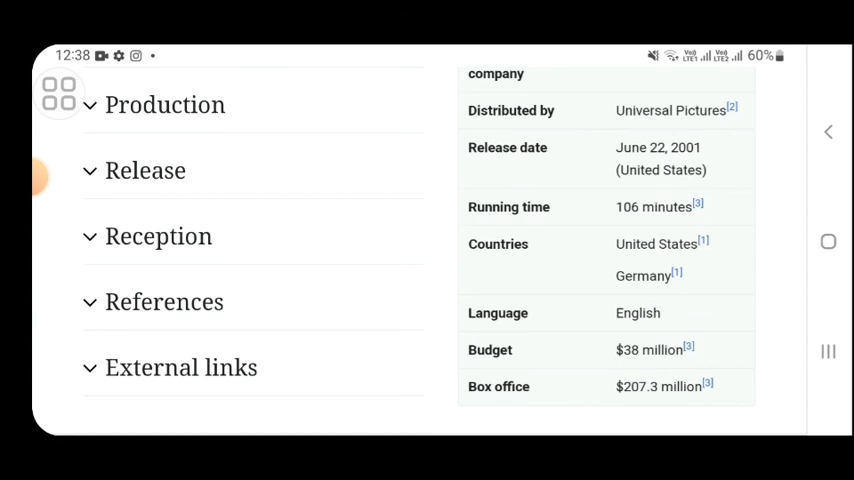 12:38
60%
Production
Release
Reception
References
External links
company
Distributed by Universal Pictures[2]
Release date June 22, 2001
(United States)
Running time 106 minutes[3]
Countries United States[1]
Germany[1]
Language English
Budget $38 million[3]
Box office $207.3 million[3]